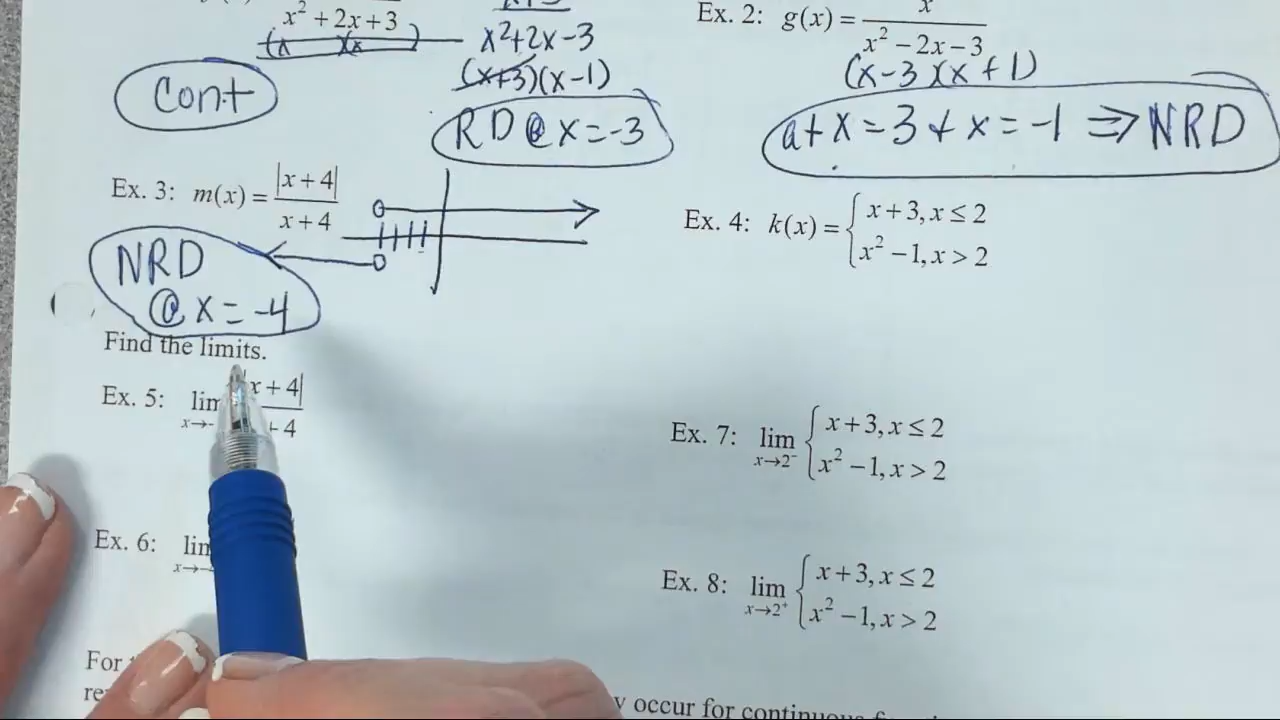 x² + 2x + 3
(x )(x )
Cont
x²+2x-3
(x+3)(x-1)
RD @ x=-3
Ex. 2: g(x) = x / x² - 2x - 3
(x-3)(x+1)
at x=3 + x=-1 ⇒ NRD
Ex. 3: m(x) = |x+4| / x+4
NRD
@ x=-4
Ex. 4: k(x) = { x+3, x ≤ 2
x² -1, x > 2
Find the limits.
Ex. 5: lim x+4|
x→- +4
Ex. 6:
x→-
Ex. 7: lim x→2⁻ { x+3, x ≤ 2
x² -1, x > 2
Ex. 8: lim x→2⁺ { x+3, x ≤ 2
x² -1, x > 2
For
occur for continuous